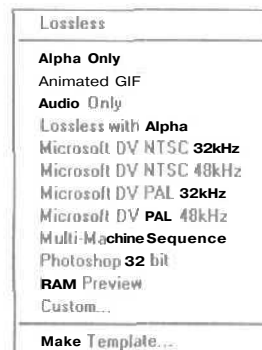 Lossless
Alpha Only
Animated GIF
Audio Only
Lossless with Alpha
Microsoft DV NTSC 32kHz
Microsoft DV NTSC 48kHz
Microsoft DV PAL 32kHz
Microsoft DV PAL 48kHz
Multi-Machine Sequence
Photoshop 32 bit
RAM Preview
Custom...
Make Template...